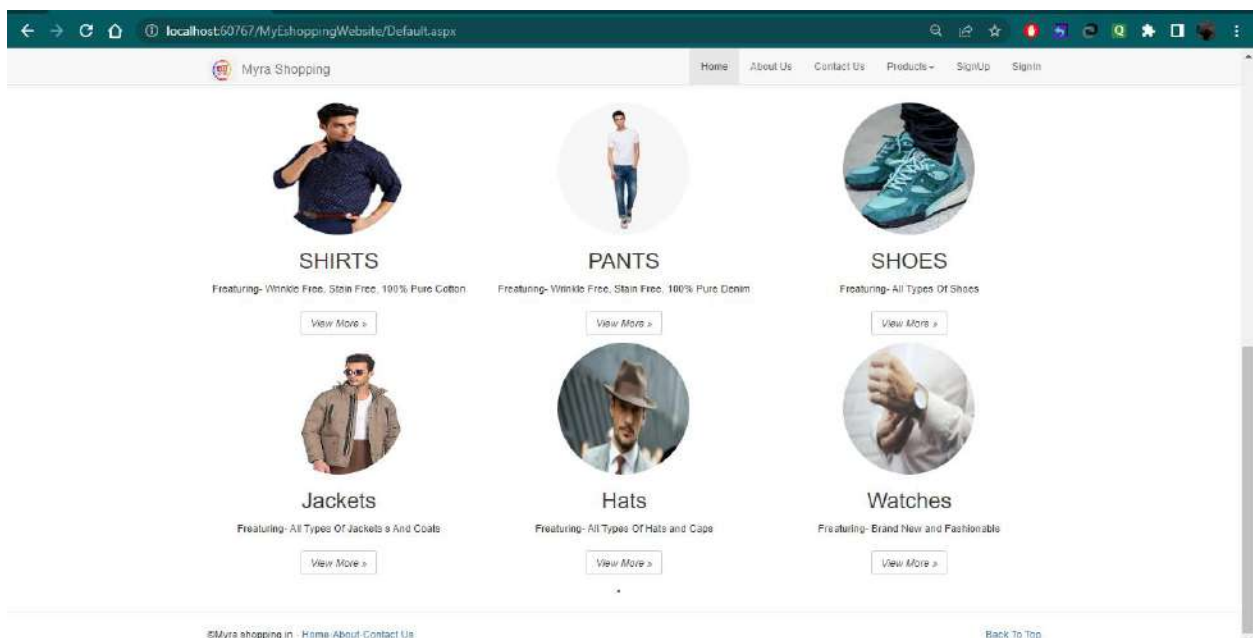 localhost:60767/MyEshoppingWebsite/Default.aspx
Myra Shopping Home About Us Contact Us Products SignUp SignIn
SHIRTS PANTS SHOES
Freaturing- Wrinkle Free, Stain Free, 100% Pure Cotton Freaturing- Wrinkle Free, Stain Free, 100% Pure Denim Freaturing- All Types Of Shoes
View More » View More » View More »
Jackets Hats Watches
Freaturing- All Types Of Jackets s And Coats Freaturing- All Types Of Hats and Caps Freaturing- Brand New and Fashionable
View More » View More » View More »
©Myra shopping.in - Home-About-Contact Us Back To Top